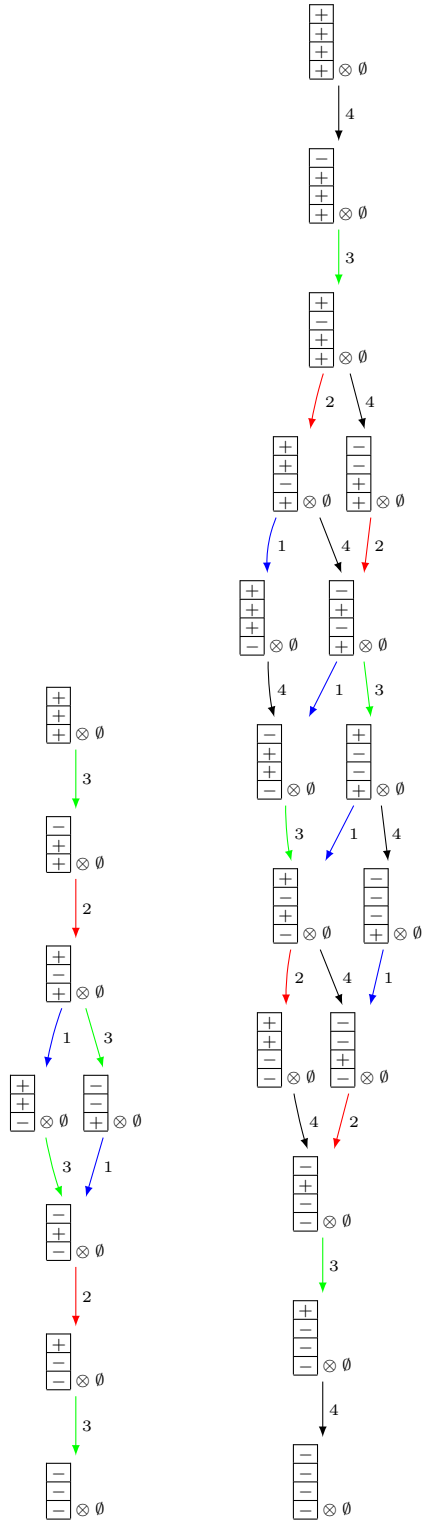 +
+
+ ⊗ ∅
3
−
+
+ ⊗ ∅
2
+
−
+ ⊗ ∅
1 3
+ −
+ −
− ⊗ ∅ + ⊗ ∅
3 1
−
+
− ⊗ ∅
2
+
−
− ⊗ ∅
3
−
−
− ⊗ ∅
+
+
+
+ ⊗ ∅
4
−
+
+
+ ⊗ ∅
3
+
−
+
+ ⊗ ∅
2 4
+ −
+ −
− +
+ ⊗ ∅ + ⊗ ∅
1 4 2
+ −
+ +
+ −
− ⊗ ∅ + ⊗ ∅
4 1 3
− +
+ −
+ −
− ⊗ ∅ + ⊗ ∅
3 1 4
+ −
− −
+ −
− ⊗ ∅ + ⊗ ∅
2 4 1
+ −
+ −
− +
− ⊗ ∅ − ⊗ ∅
4 2
−
+
−
− ⊗ ∅
3
+
−
−
− ⊗ ∅
4
−
−
−
− ⊗ ∅